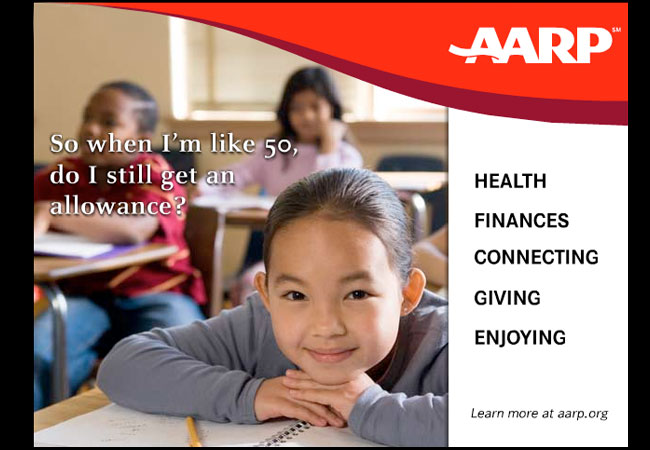 AARP℠
So when I'm like 50,
do I still get an
allowance?
HEALTH
FINANCES
CONNECTING
GIVING
ENJOYING
Learn more at aarp.org